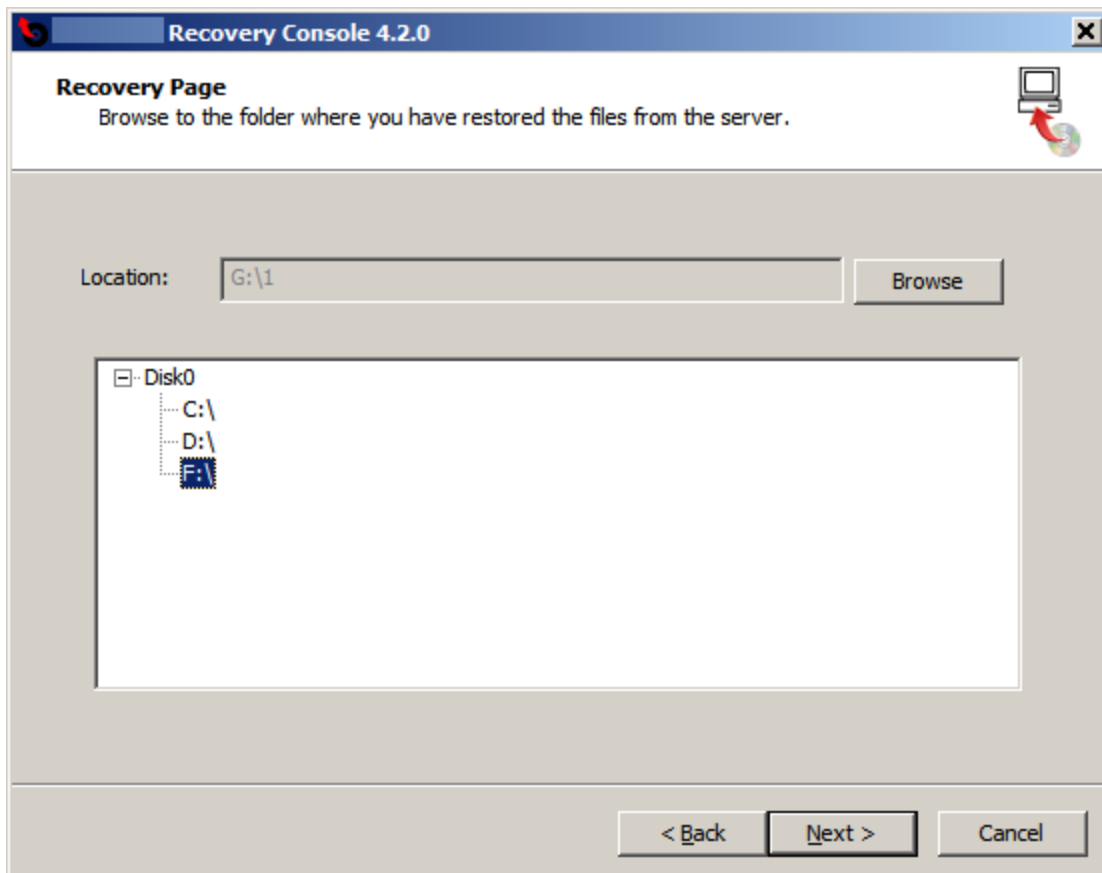 Recovery Console 4.2.0
Recovery Page
Browse to the folder where you have restored the files from the server.
Location:
G:\1
Browse
Disk0
C:\
D:\
F:\
< Back
Next >
Cancel